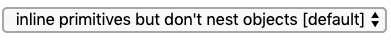 inline primitives but don't nest objects [default]